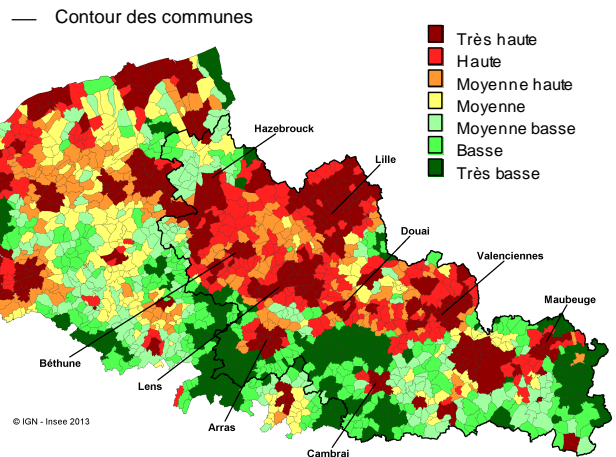 Contour des communes
Très haute
Haute
Moyenne haute
Moyenne
Moyenne basse
Basse
Très basse
Hazebrouck
Lille
Douai
Valenciennes
Maubeuge
Béthune
Lens
Arras
Cambrai
© IGN - Insee 2013